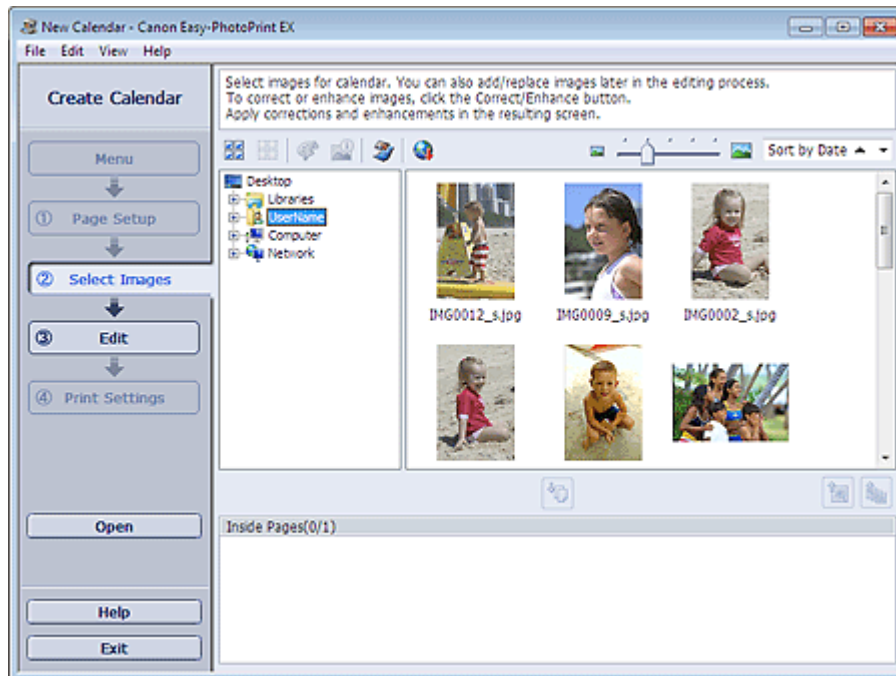 New Calendar - Canon Easy-PhotoPrint EX
File Edit View Help
Create Calendar
Menu
① Page Setup
② Select Images
③ Edit
④ Print Settings
Open
Help
Exit
Select images for calendar. You can also add/replace images later in the editing process.
To correct or enhance images, click the Correct/Enhance button.
Apply corrections and enhancements in the resulting screen.
Sort by Date
Desktop
Libraries
UserName
Computer
Network
IMG0012_s.jpg IMG0009_s.jpg IMG0002_s.jpg
Inside Pages(0/1)